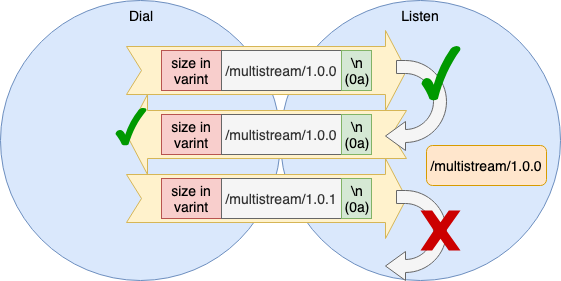 Dial
Listen
size in
varint
/multistream/1.0.0
\n
(0a)
size in
varint
/multistream/1.0.0
\n
(0a)
/multistream/1.0.0
size in
varint
/multistream/1.0.1
\n
(0a)
X